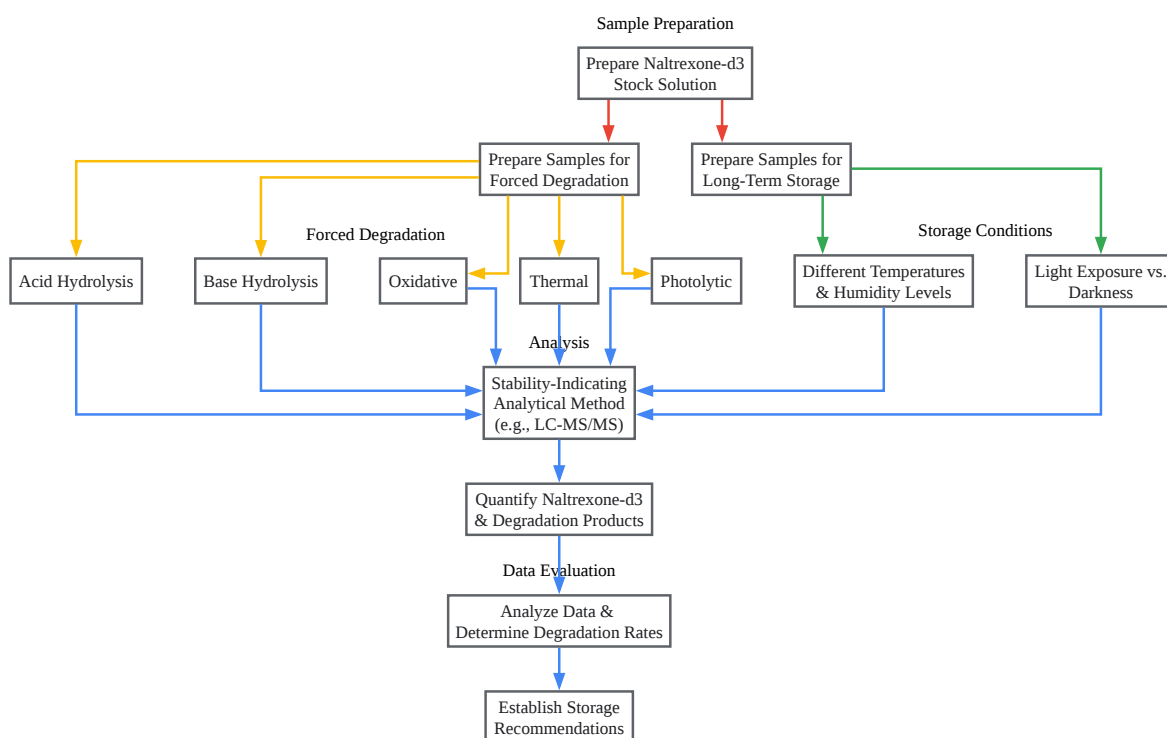 Sample Preparation
Prepare Naltrexone-d3
Stock Solution
Prepare Samples for
Forced Degradation
Prepare Samples for
Long-Term Storage
Forced Degradation
Storage Conditions
Acid Hydrolysis
Base Hydrolysis
Oxidative
Thermal
Photolytic
Different Temperatures
& Humidity Levels
Light Exposure vs.
Darkness
Analysis
Stability-Indicating
Analytical Method
(e.g., LC-MS/MS)
Quantify Naltrexone-d3
& Degradation Products
Data Evaluation
Analyze Data &
Determine Degradation Rates
Establish Storage
Recommendations